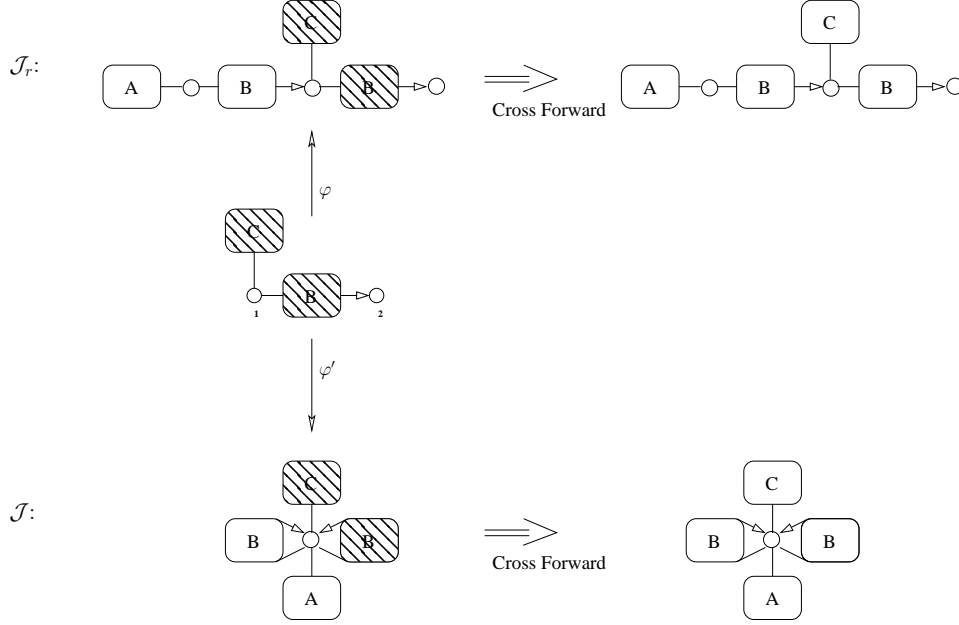 C C
𝒥ᵣ: A B B A B B
Cross Forward
φ
C
B
1 2
φ′
C C
𝒥: B B B B
Cross Forward
A A